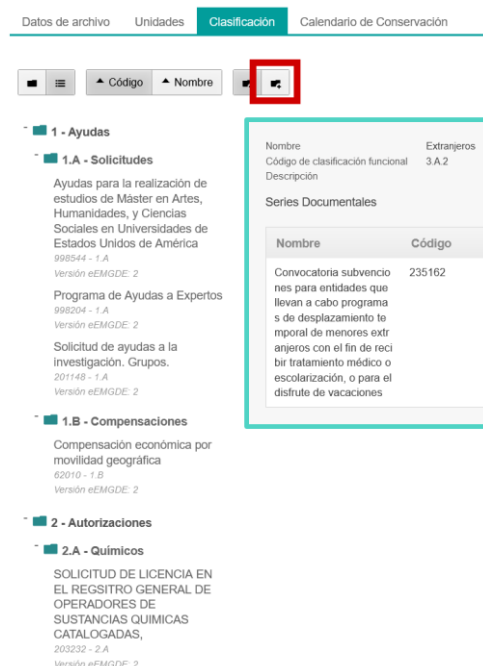 Datos de archivo Unidades Clasificación Calendario de Conservación
Código Nombre
1 - Ayudas
1.A - Solicitudes
Ayudas para la realización de
estudios de Máster en Artes,
Humanidades, y Ciencias
Sociales en Universidades de
Estados Unidos de América
998544 - 1.A
Versión eEMGDE: 2
Programa de Ayudas a Expertos
998204 - 1.A
Versión eEMGDE: 2
Solicitud de ayudas a la
investigación. Grupos.
201148 - 1.A
Versión eEMGDE: 2
1.B - Compensaciones
Compensación económica por
movilidad geográfica
62010 - 1.B
Versión eEMGDE: 2
2 - Autorizaciones
2.A - Químicos
SOLICITUD DE LICENCIA EN
EL REGSITRO GENERAL DE
OPERADORES DE
SUSTANCIAS QUIMICAS
CATALOGADAS,
203232 - 2.A
Versión eEMGDE: 2
Nombre Extranjeros
Código de clasificación funcional 3.A.2
Descripción
Series Documentales
Nombre Código
Convocatoria subvencio 235162
nes para entidades que
llevan a cabo programa
s de desplazamiento te
mporal de menores extr
anjeros con el fin de reci
bir tratamiento médico o
escolarización, o para el
disfrute de vacaciones